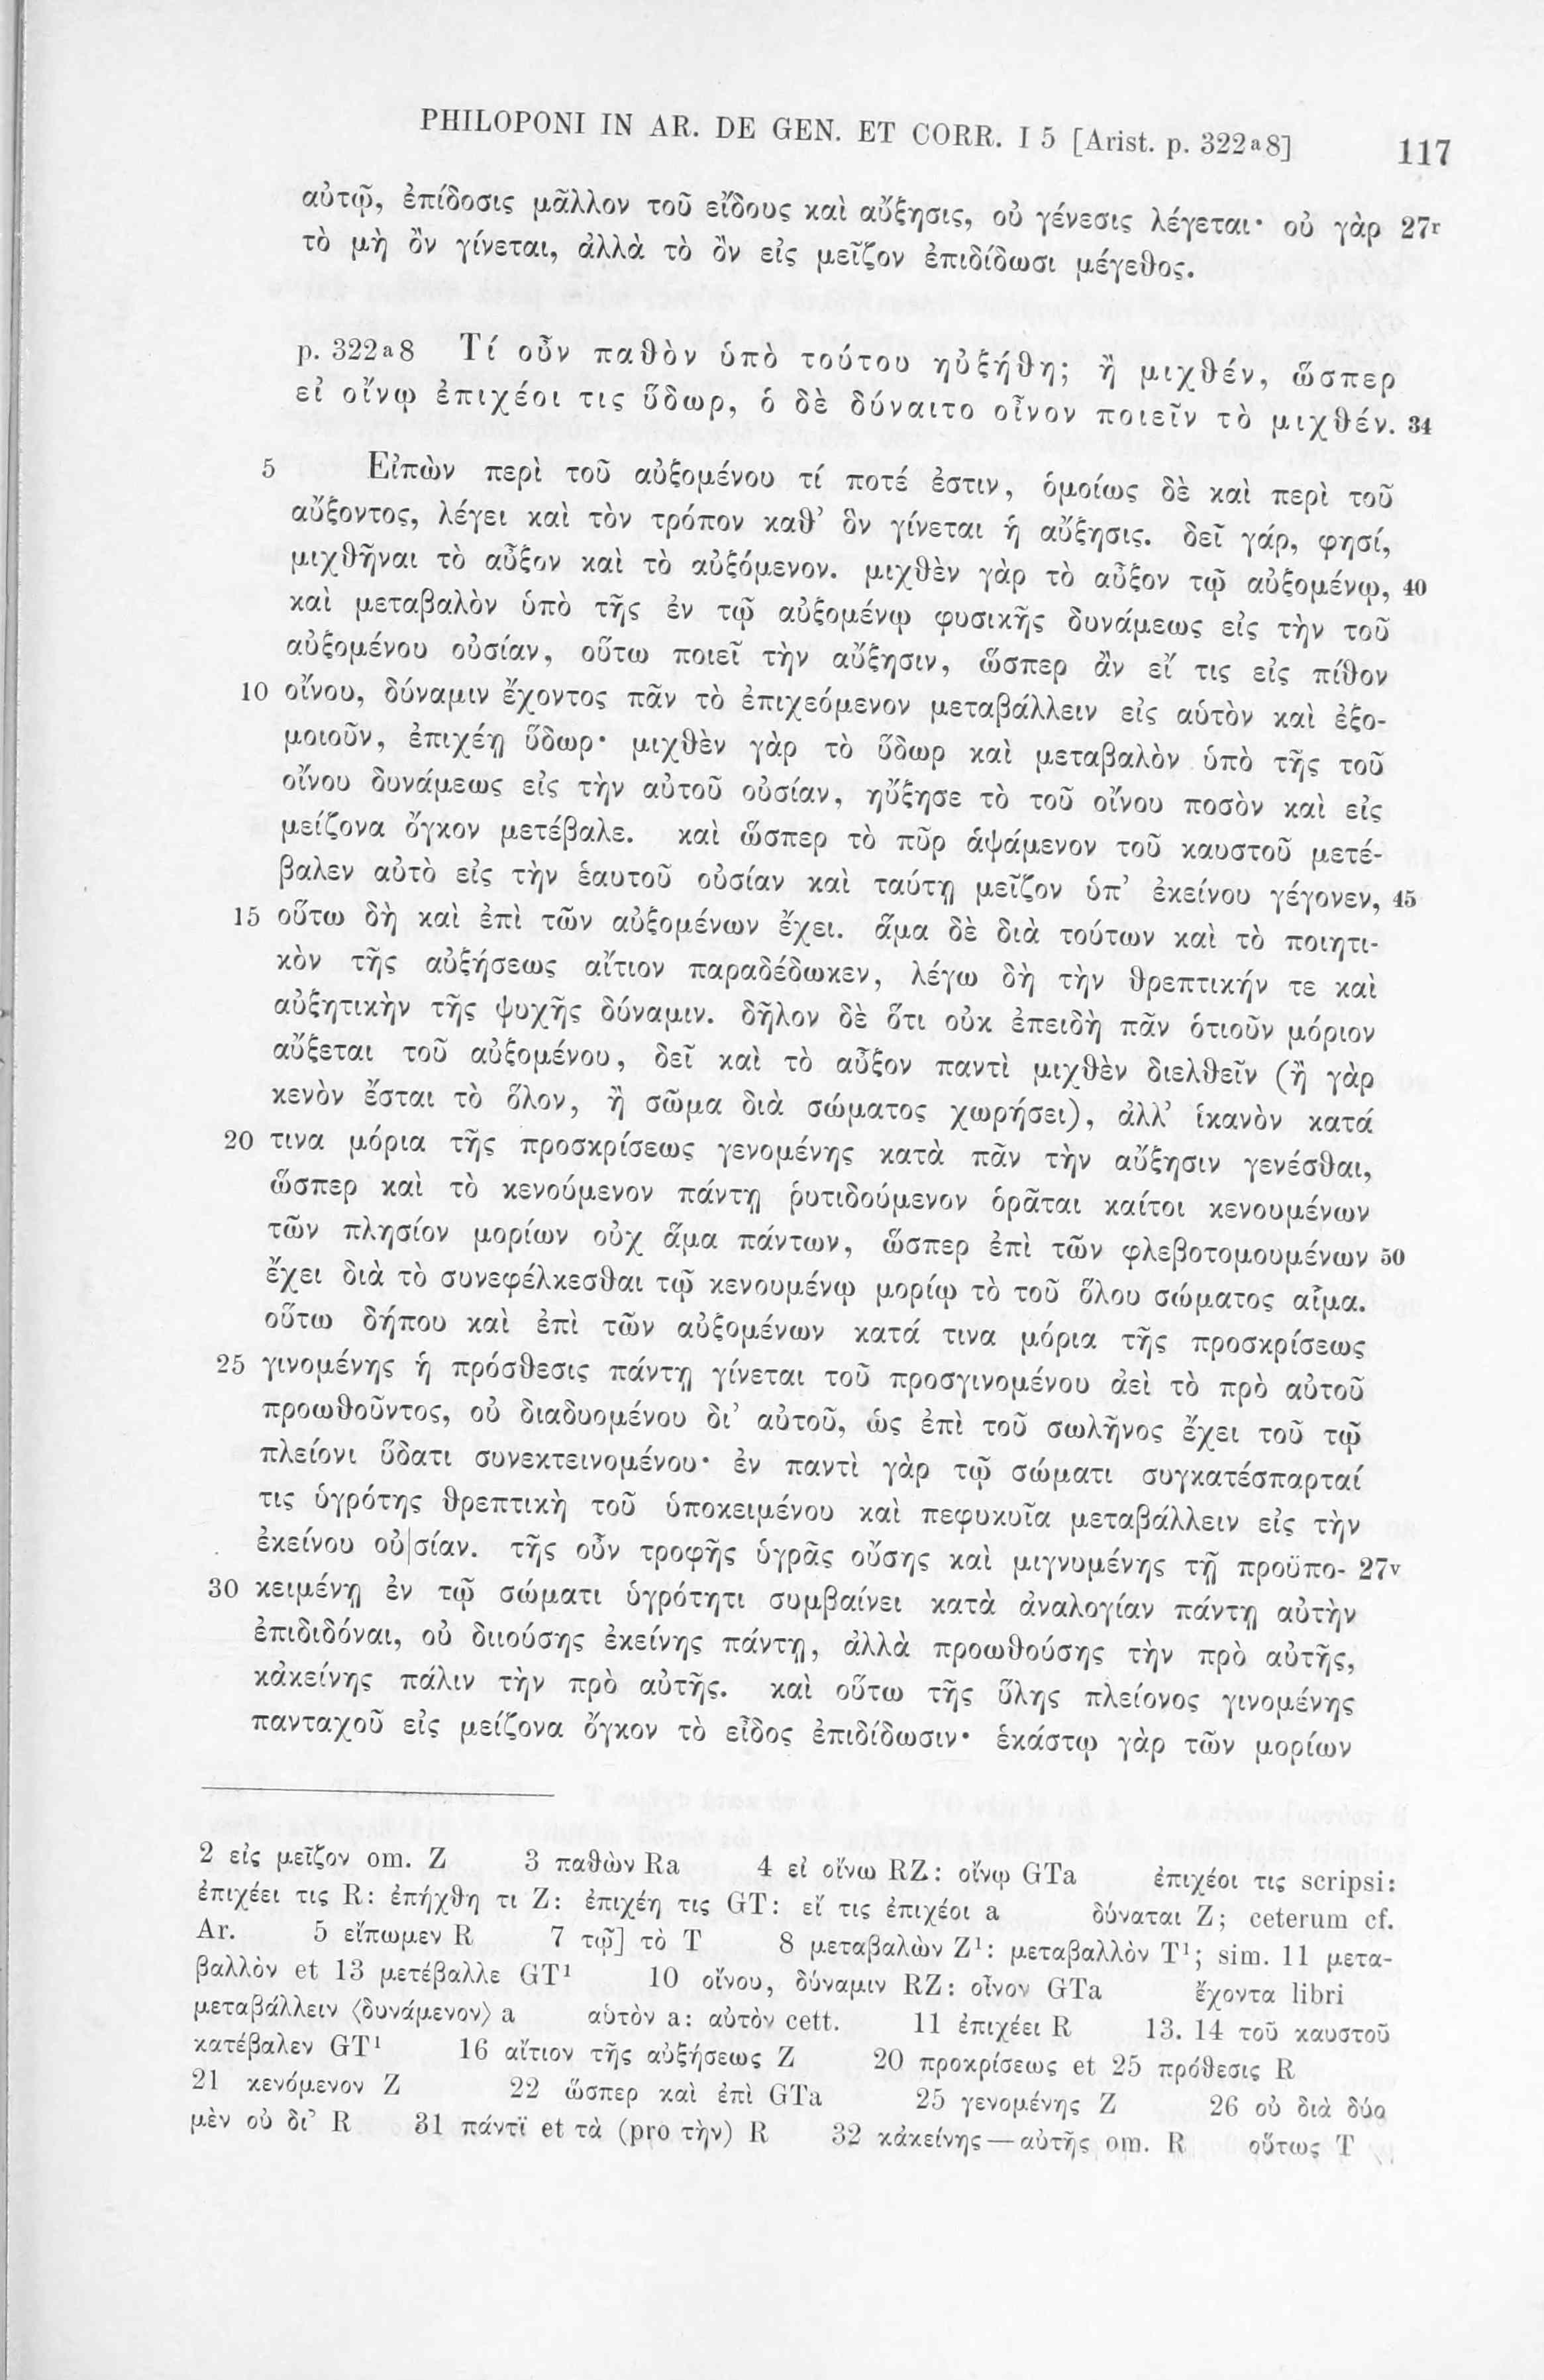 PHILOPONI IN AR. DE GEN. ET CORR. I 5 [Arist. p. 322a8] 117
αὐτῷ, ἐπίδοσις μᾶλλον τοῦ εἴδους καὶ αὔξησις, οὐ γένεσις λέγεται· οὐ γὰρ 27r
τὸ μὴ ὂν γίνεται, ἀλλὰ τὸ ὂν εἰς μεῖζον ἐπιδίδωσι μέγεθος.
p. 322a8 Τί οὖν παθὸν ὑπὸ τούτου ηὐξήθη; ἢ μιχθέν, ὥσπερ
εἰ οἴνῳ ἐπιχέοι τις ὕδωρ, ὁ δὲ δύναιτο οἶνον ποιεῖν τὸ μιχθέν. 34
5 Εἰπὼν περὶ τοῦ αὐξομένου τί ποτέ ἐστιν, ὁμοίως δὲ καὶ περὶ τοῦ
αὔξοντος, λέγει καὶ τὸν τρόπον καθ’ ὃν γίνεται ἡ αὔξησις. δεῖ γάρ, φησί,
μιχθῆναι τὸ αὖξον καὶ τὸ αὐξόμενον. μιχθὲν γὰρ τὸ αὖξον τῷ αὐξομένῳ, 40
καὶ μεταβαλὸν ὑπὸ τῆς ἐν τῷ αὐξομένῳ φυσικῆς δυνάμεως εἰς τὴν τοῦ
αὐξομένου οὐσίαν, οὕτω ποιεῖ τὴν αὔξησιν, ὥσπερ ἂν εἴ τις εἰς πίθον
10 οἴνου, δύναμιν ἔχοντος πᾶν τὸ ἐπιχεόμενον μεταβάλλειν εἰς αὑτὸν καὶ ἐξο-
μοιοῦν, ἐπιχέῃ ὕδωρ· μιχθὲν γὰρ τὸ ὕδωρ καὶ μεταβαλὸν ὑπὸ τῆς τοῦ
οἴνου δυνάμεως εἰς τὴν αὐτοῦ οὐσίαν, ηὔξησε τὸ τοῦ οἴνου ποσὸν καὶ εἰς
μείζονα ὄγκον μετέβαλε. καὶ ὥσπερ τὸ πῦρ ἁψάμενον τοῦ καυστοῦ μετέ-
βαλεν αὐτὸ εἰς τὴν ἑαυτοῦ οὐσίαν καὶ ταύτῃ μεῖζον ὑπ’ ἐκείνου γέγονεν, 45
15 οὕτω δὴ καὶ ἐπὶ τῶν αὐξομένων ἔχει. ἅμα δὲ διὰ τούτων καὶ τὸ ποιητι-
κὸν τῆς αὐξήσεως αἴτιον παραδέδωκεν, λέγω δὴ τὴν θρεπτικήν τε καὶ
αὐξητικὴν τῆς ψυχῆς δύναμιν. δῆλον δὲ ὅτι οὐκ ἐπειδὴ πᾶν ὁτιοῦν μόριον
αὔξεται τοῦ αὐξομένου, δεῖ καὶ τὸ αὖξον παντὶ μιχθὲν διελθεῖν (ἢ γὰρ
κενὸν ἔσται τὸ ὅλον, ἢ σῶμα διὰ σώματος χωρήσει), ἀλλ’ ἱκανὸν κατά
20 τινα μόρια τῆς προσκρίσεως γενομένης κατὰ πᾶν τὴν αὔξησιν γενέσθαι,
ὥσπερ καὶ τὸ κενούμενον πάντῃ ῥυτιδούμενον ὁρᾶται καίτοι κενουμένων
τῶν πλησίον μορίων οὐχ ἅμα πάντων, ὥσπερ ἐπὶ τῶν φλεβοτομουμένων 50
ἔχει διὰ τὸ συνεφέλκεσθαι τῷ κενουμένῳ μορίῳ τὸ τοῦ ὅλου σώματος αἷμα.
οὕτω δήπου καὶ ἐπὶ τῶν αὐξομένων κατά τινα μόρια τῆς προσκρίσεως
25 γινομένης ἡ πρόσθεσις πάντῃ γίνεται τοῦ προσγινομένου ἀεὶ τὸ πρὸ αὐτοῦ
προωθοῦντος, οὐ διαδυομένου δι’ αὐτοῦ, ὡς ἐπὶ τοῦ σωλῆνος ἔχει τοῦ τῷ
πλείονι ὕδατι συνεκτεινομένου· ἐν παντὶ γὰρ τῷ σώματι συγκατέσπαρταί
τις ὑγρότης θρεπτικὴ τοῦ ὑποκειμένου καὶ πεφυκυῖα μεταβάλλειν εἰς τὴν
ἐκείνου οὐ|σίαν. τῆς οὖν τροφῆς ὑγρᾶς οὔσης καὶ μιγνυμένης τῇ προϋπο- 27v
30 κειμένῃ ἐν τῷ σώματι ὑγρότητι συμβαίνει κατὰ ἀναλογίαν πάντῃ αὐτὴν
ἐπιδιδόναι, οὐ διιούσης ἐκείνης πάντῃ, ἀλλὰ προωθούσης τὴν πρὸ αὐτῆς,
κἀκείνης πάλιν τὴν πρὸ αὐτῆς. καὶ οὕτω τῆς ὕλης πλείονος γινομένης
πανταχοῦ εἰς μείζονα ὄγκον τὸ εἶδος ἐπιδίδωσιν· ἑκάστῳ γὰρ τῶν μορίων
2 εἰς μεῖζον om. Z 3 παθὼν Ra 4 εἰ οἴνω RZ: οἴνῳ GTa ἐπιχέοι τις scripsi:
ἐπιχέει τις R: ἐπήχθη τι Z: ἐπιχέη τις GT: εἴ τις ἐπιχέοι a δύναται Z; ceterum cf.
Ar. 5 εἴπωμεν R 7 τῷ] τὸ T 8 μεταβαλὼν Z¹: μεταβαλλὸν T¹; sim. 11 μετα-
βαλλὸν et 13 μετέβαλλε GT¹ 10 οἴνου, δύναμιν RZ: οἶνον GTa ἔχοντα libri
μεταβάλλειν ⟨δυνάμενον⟩ a αὑτὸν a: αὐτὸν cett. 11 ἐπιχέει R 13. 14 τοῦ καυστοῦ
κατέβαλεν GT¹ 16 αἴτιον τῆς αὐξήσεως Z 20 προκρίσεως et 25 πρόθεσις R
21 κενόμενον Z 22 ὥσπερ καὶ ἐπὶ GTa 25 γενομένης Z 26 οὐ διὰ δύο
μὲν οὐ δι’ R 31 πάντϊ et τὰ (pro τὴν) R 32 κἀκείνης — αὐτῆς om. R οὕτως T